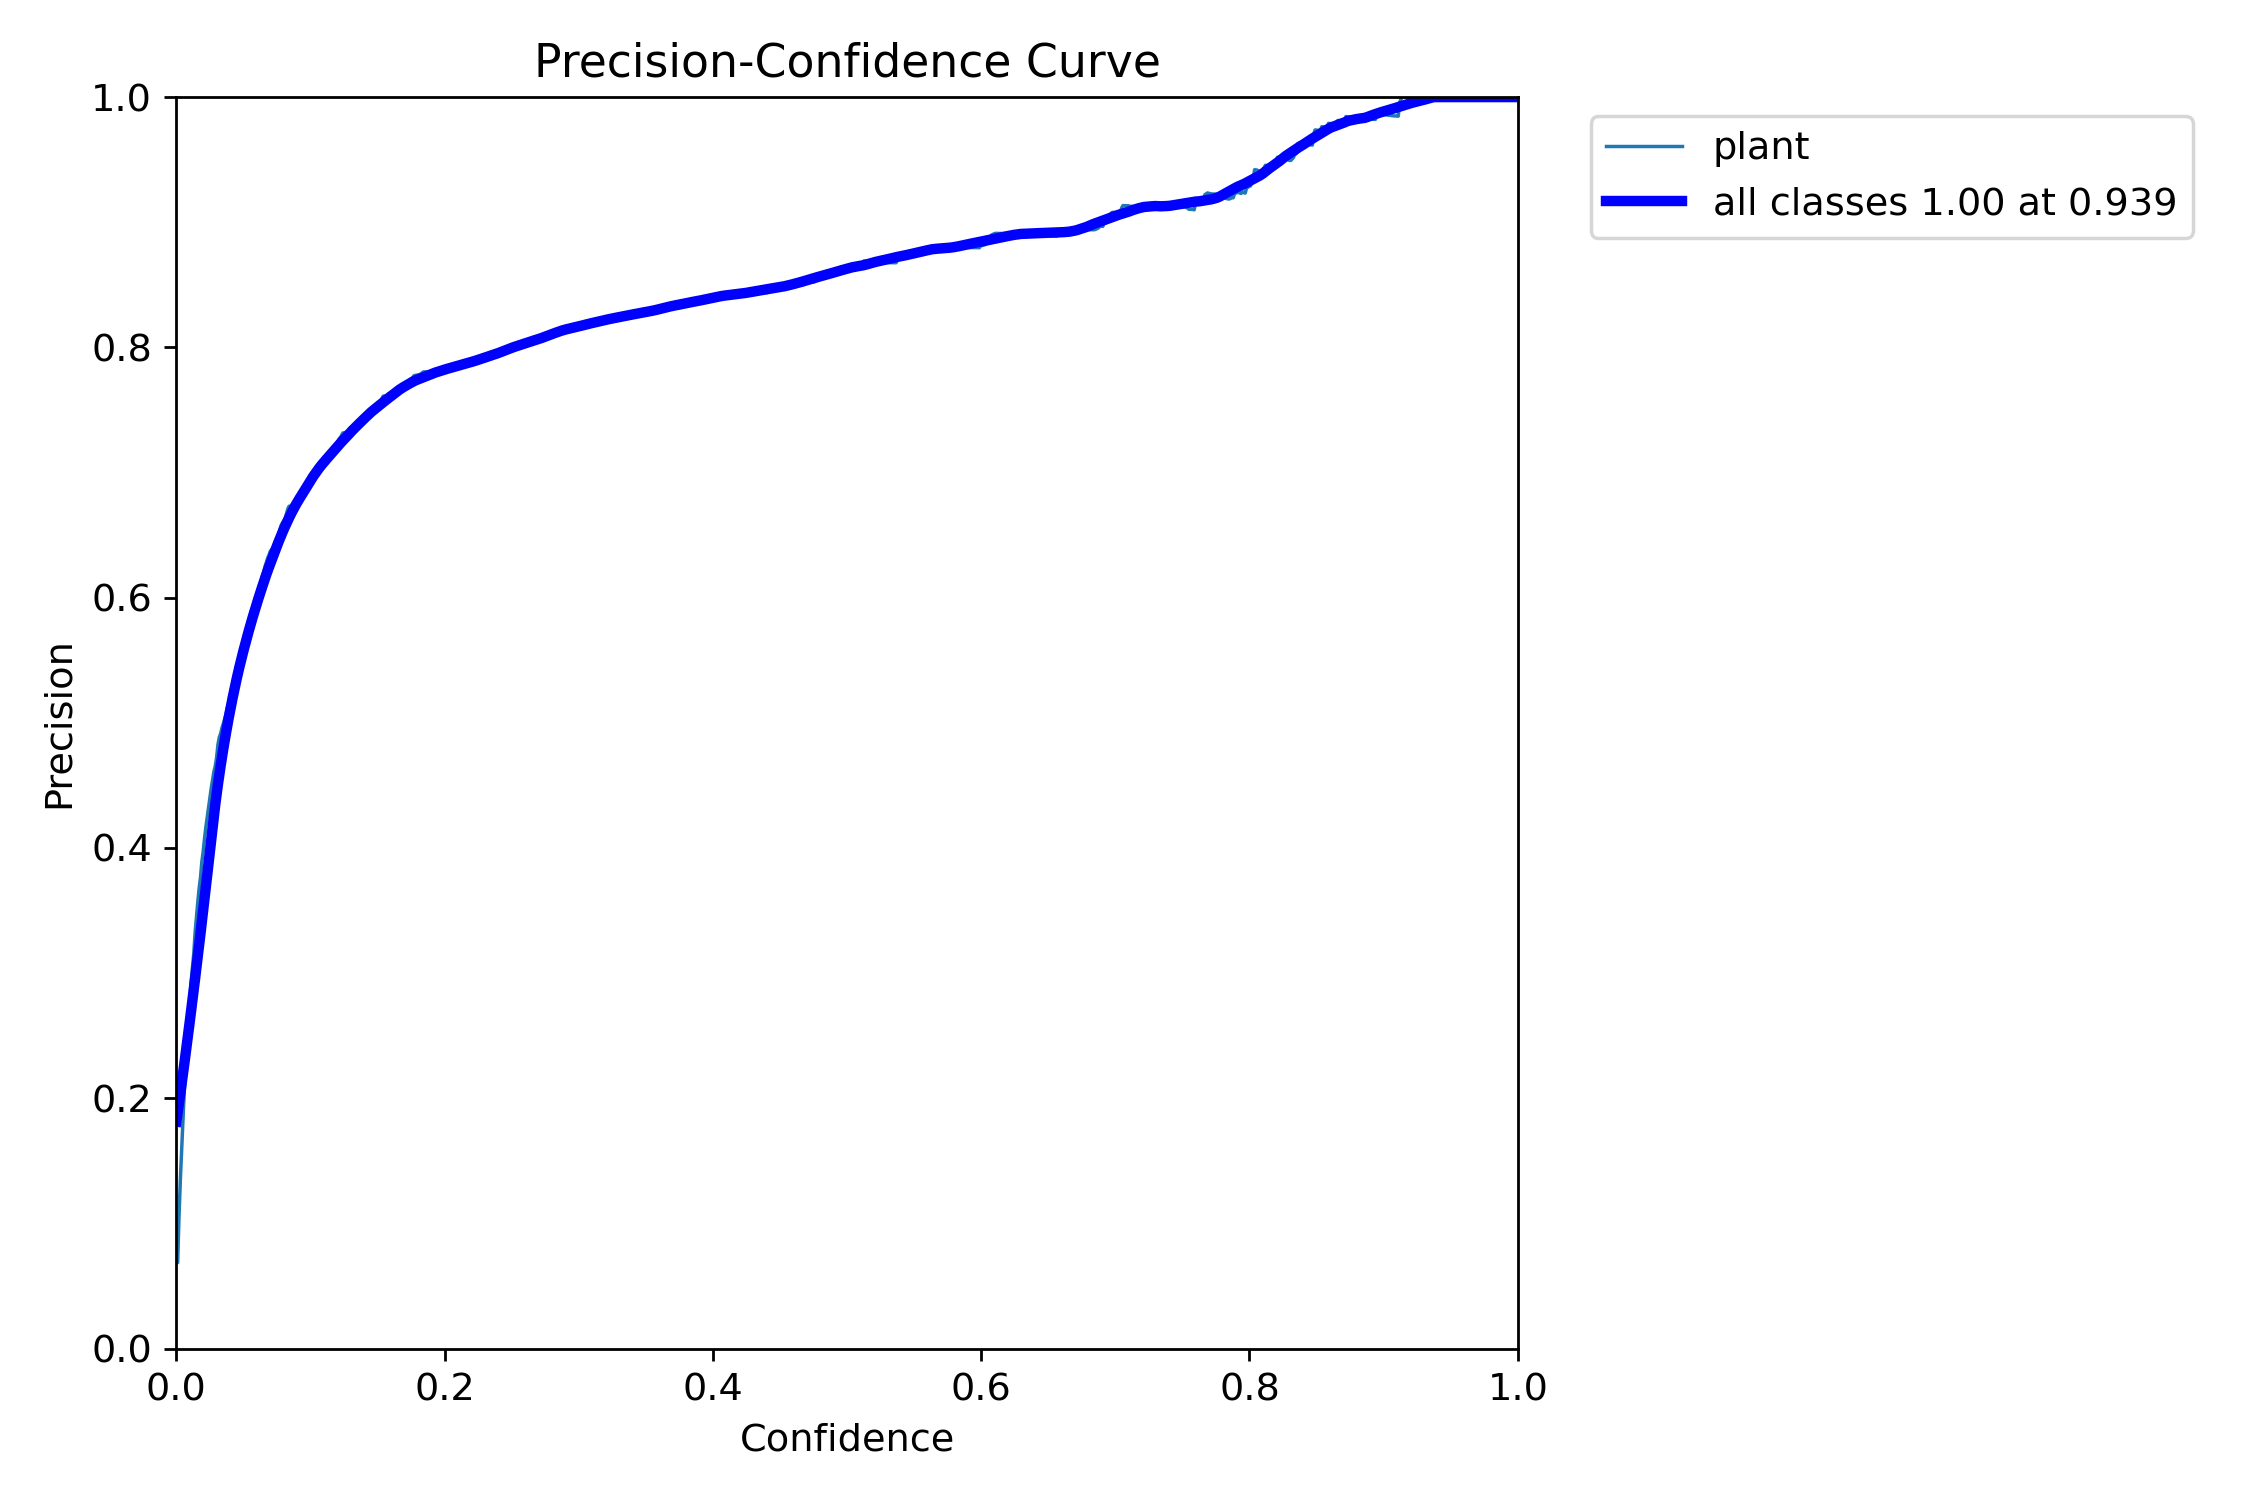 Precision-Confidence Curve
1.0
0.8
0.6
0.4
0.2
0.0
Precision
0.0 0.2 0.4 0.6 0.8 1.0
Confidence
plant
all classes 1.00 at 0.939